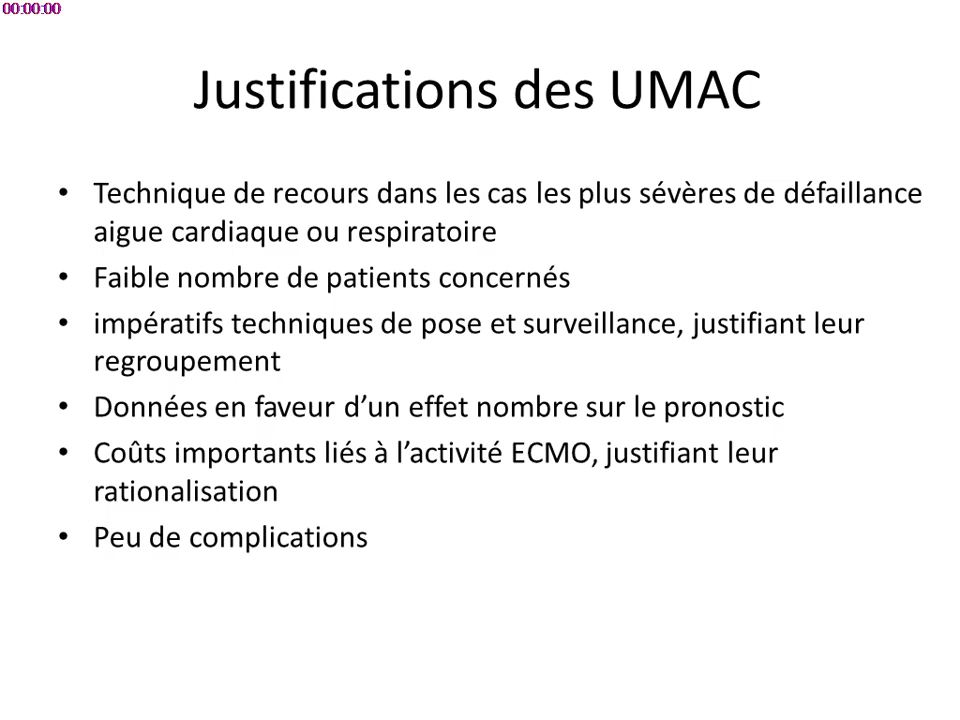 00:00:00
Justifications des UMAC
• Technique de recours dans les cas les plus sévères de défaillance
aigue cardiaque ou respiratoire
• Faible nombre de patients concernés
• impératifs techniques de pose et surveillance, justifiant leur
regroupement
• Données en faveur d’un effet nombre sur le pronostic
• Coûts importants liés à l’activité ECMO, justifiant leur
rationalisation
• Peu de complications